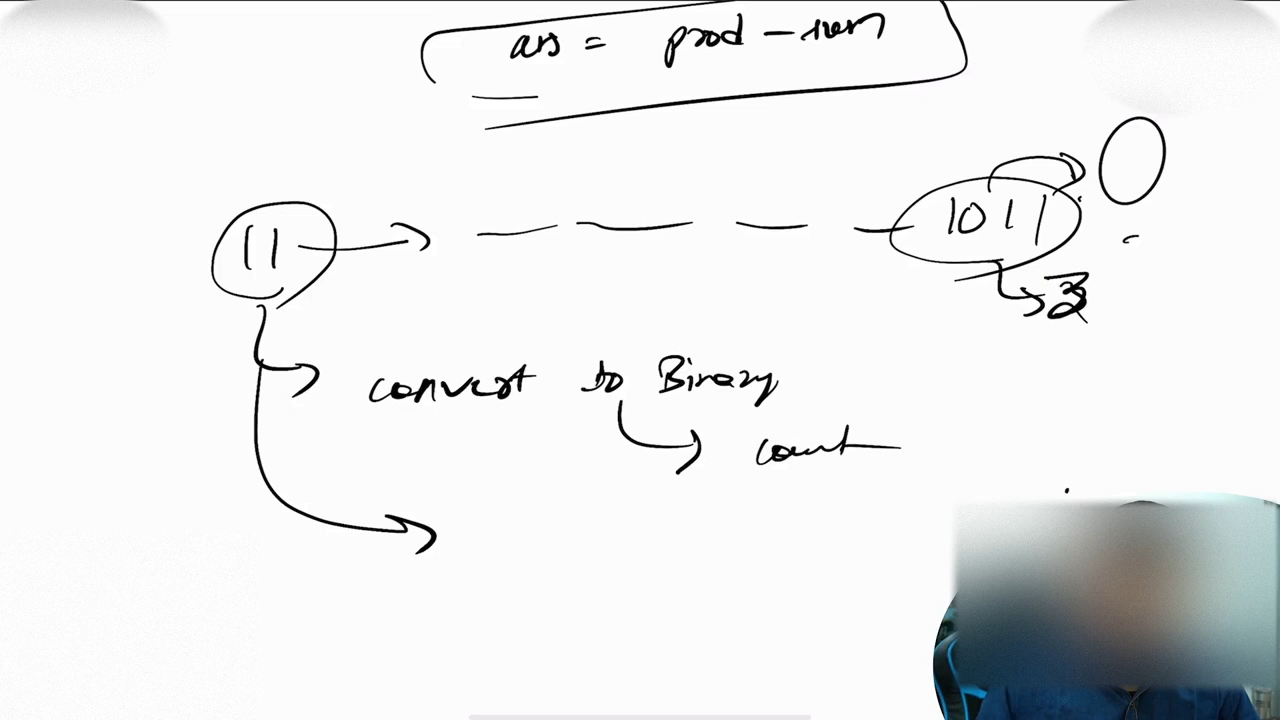 ans = prod - sum
11 1011
3
convert to Binary
count